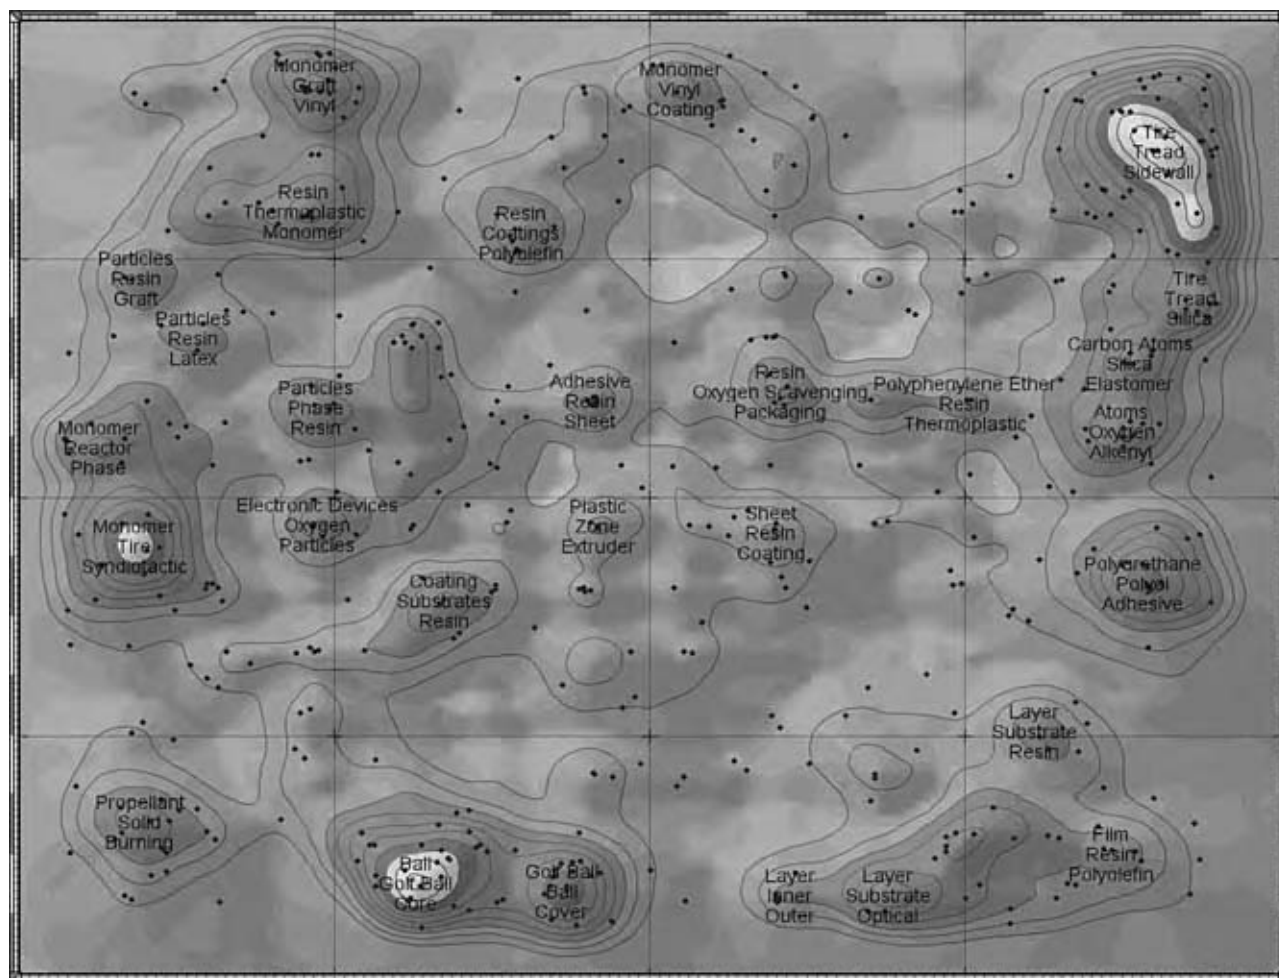 Monomer
Graft
Vinyl
Monomer
Vinyl
Coating
Tire
Tread
Sidewall
Resin
Thermoplastic
Monomer
Resin
Coatings
Polyolefin
Particles
Resin
Graft
Tire
Tread
Silica
Particles
Resin
Latex
Carbon Atoms
Silica
Elastomer
Particles
Phase
Resin
Adhesive
Resin
Sheet
Resin
Oxygen Scavenging
Packaging
Polyphenylene Ether
Resin
Thermoplastic
Atoms
Oxygen
Alkenyl
Monomer
Reactor
Phase
Monomer
Tire
Syndiotactic
Electronic Devices
Oxygen
Particles
Plastic
Zone
Extruder
Sheet
Resin
Coating
Polyurethane
Polyol
Adhesive
Coating
Substrates
Resin
Layer
Substrate
Resin
Propellant
Solid
Burning
Ball
Golf Ball
Core
Golf Ball
Ball
Cover
Layer
Inner
Outer
Layer
Substrate
Optical
Film
Resin
Polyolefin